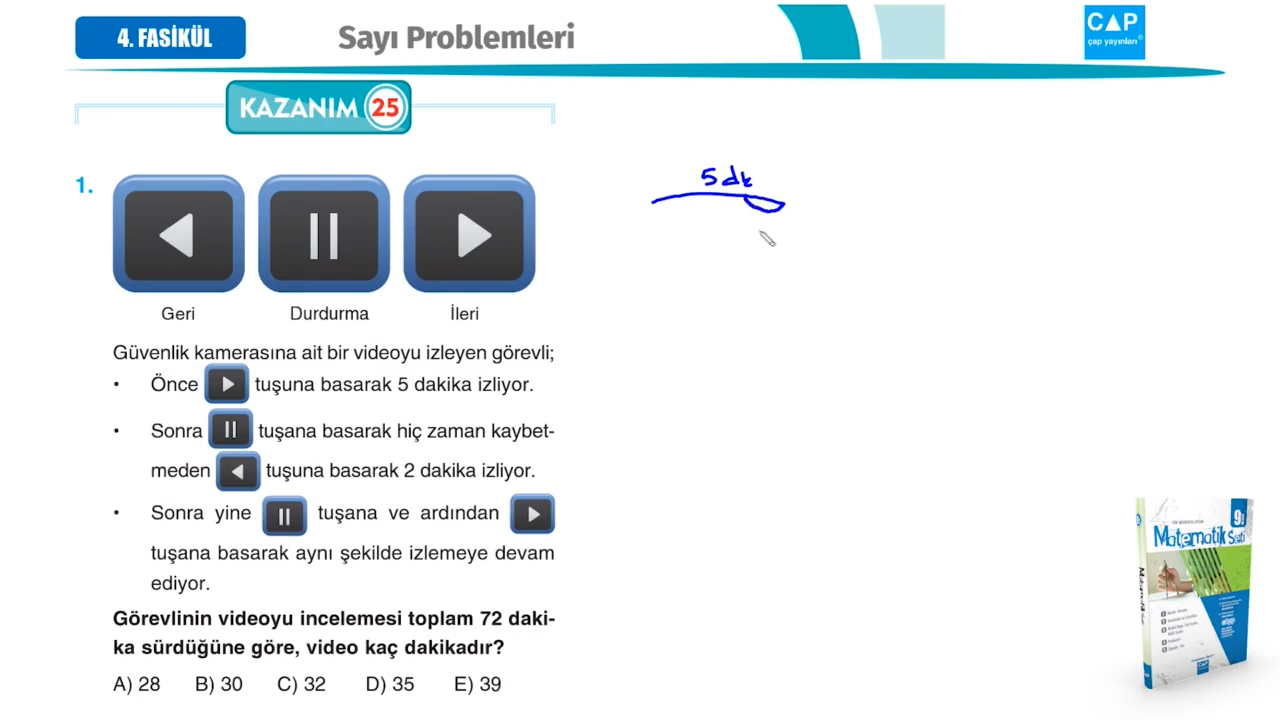 4. FASİKÜL
Sayı Problemleri
ÇAP
çap yayınları®
KAZANIM 25
1.
Geri Durdurma İleri
5 dk
Güvenlik kamerasına ait bir videoyu izleyen görevli;
• Önce tuşuna basarak 5 dakika izliyor.
• Sonra tuşana basarak hiç zaman kaybet-
meden tuşuna basarak 2 dakika izliyor.
• Sonra yine tuşana ve ardından
tuşana basarak aynı şekilde izlemeye devam
ediyor.
Görevlinin videoyu incelemesi toplam 72 daki-
ka sürdüğüne göre, video kaç dakikadır?
A) 28 B) 30 C) 32 D) 35 E) 39
9.
Matematik Seti
Matematik
ÇAP